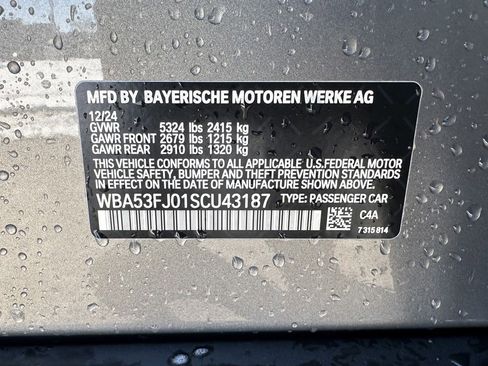 MFD BY BAYERISCHE MOTOREN WERKE AG
12/24
GVWR 5324 lbs 2415 kg
GAWR FRONT 2679 lbs 1215 kg
GAWR REAR 2910 lbs 1320 kg
THIS VEHICLE CONFORMS TO ALL APPLICABLE U.S.FEDERAL MOTOR
VEHICLE SAFETY, BUMPER AND THEFT PREVENTION STANDARDS
IN EFFECT ON THE DATE OF MANUFACTURE SHOWN ABOVE.
WBA53FJ01SCU43187 TYPE: PASSENGER CAR
C4A
7 315 814